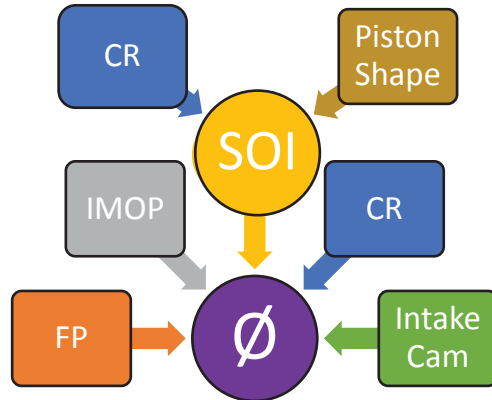 CR
Piston
Shape
SOI
IMOP
CR
FP
Ø
Intake
Cam